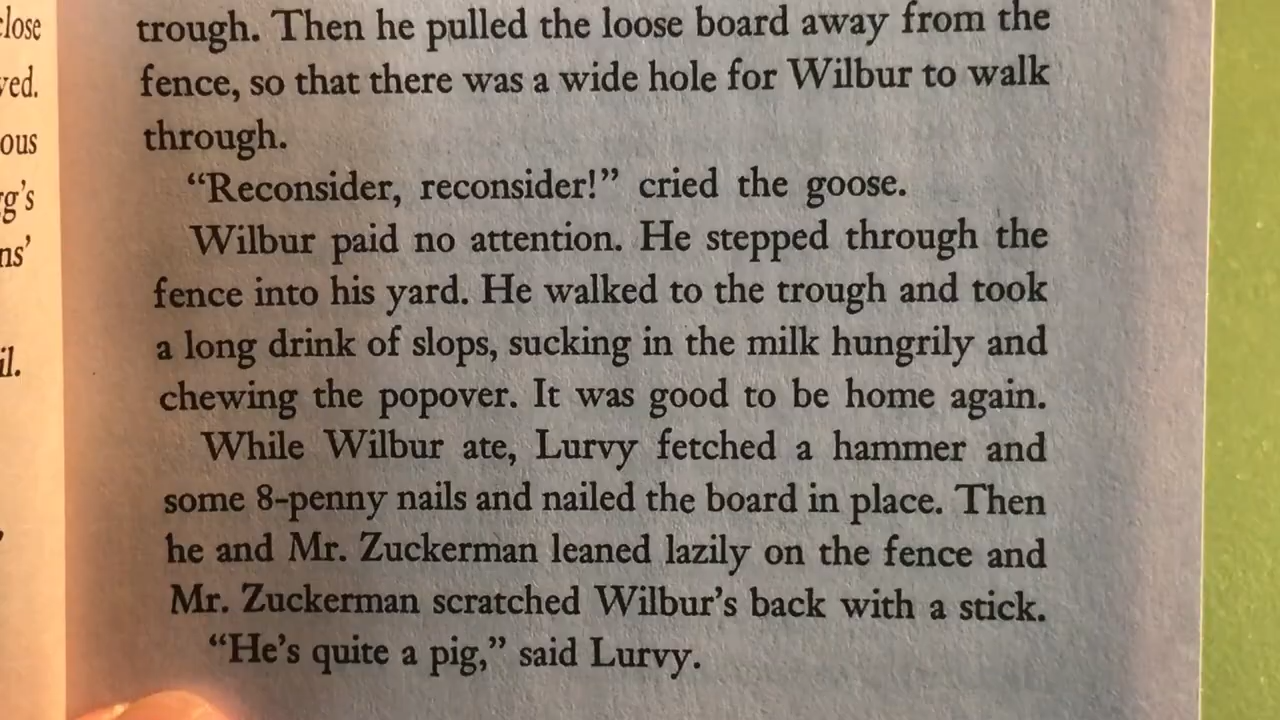 close
ved.
ous
g's
ns'
il.
trough. Then he pulled the loose board away from the
fence, so that there was a wide hole for Wilbur to walk
through.
“Reconsider, reconsider!” cried the goose.
Wilbur paid no attention. He stepped through the
fence into his yard. He walked to the trough and took
a long drink of slops, sucking in the milk hungrily and
chewing the popover. It was good to be home again.
While Wilbur ate, Lurvy fetched a hammer and
some 8-penny nails and nailed the board in place. Then
he and Mr. Zuckerman leaned lazily on the fence and
Mr. Zuckerman scratched Wilbur’s back with a stick.
“He’s quite a pig,” said Lurvy.